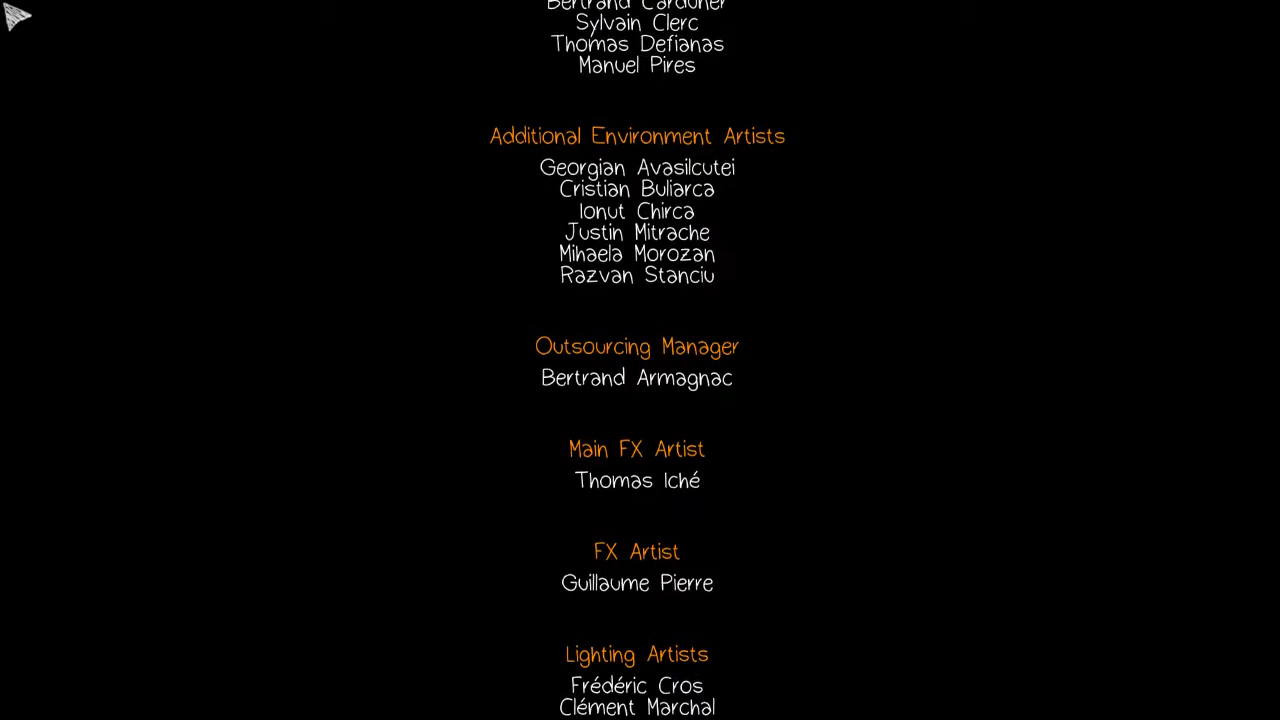 Bertrand Carduner
Sylvain Clerc
Thomas Defianas
Manuel Pires
Additional Environment Artists
Georgian Avasilcutei
Cristian Buliarca
Ionut Chirca
Justin Mitrache
Mihaela Morozan
Razvan Stanciu
Outsourcing Manager
Bertrand Armagnac
Main FX Artist
Thomas Iché
FX Artist
Guillaume Pierre
Lighting Artists
Frédéric Cros
Clément Marchal